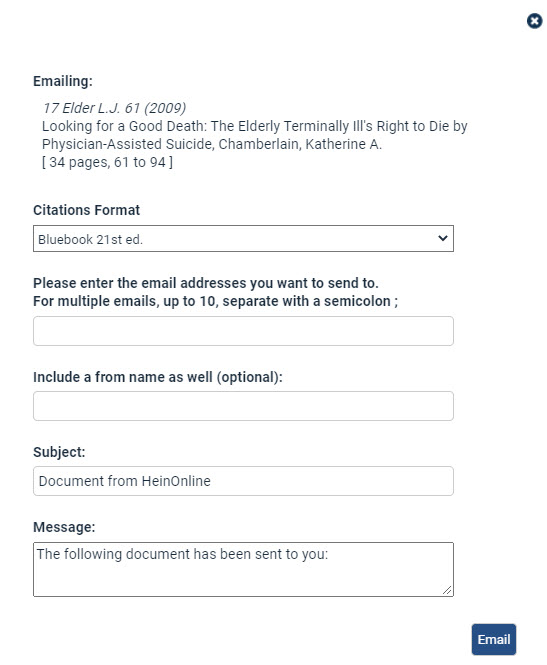 Emailing:
17 Elder L.J. 61 (2009)
Looking for a Good Death: The Elderly Terminally Ill's Right to Die by
Physician-Assisted Suicide, Chamberlain, Katherine A.
[ 34 pages, 61 to 94 ]
Citations Format
Bluebook 21st ed.
Please enter the email addresses you want to send to.
For multiple emails, up to 10, separate with a semicolon ;
Include a from name as well (optional):
Subject:
Document from HeinOnline
Message:
The following document has been sent to you:
Email